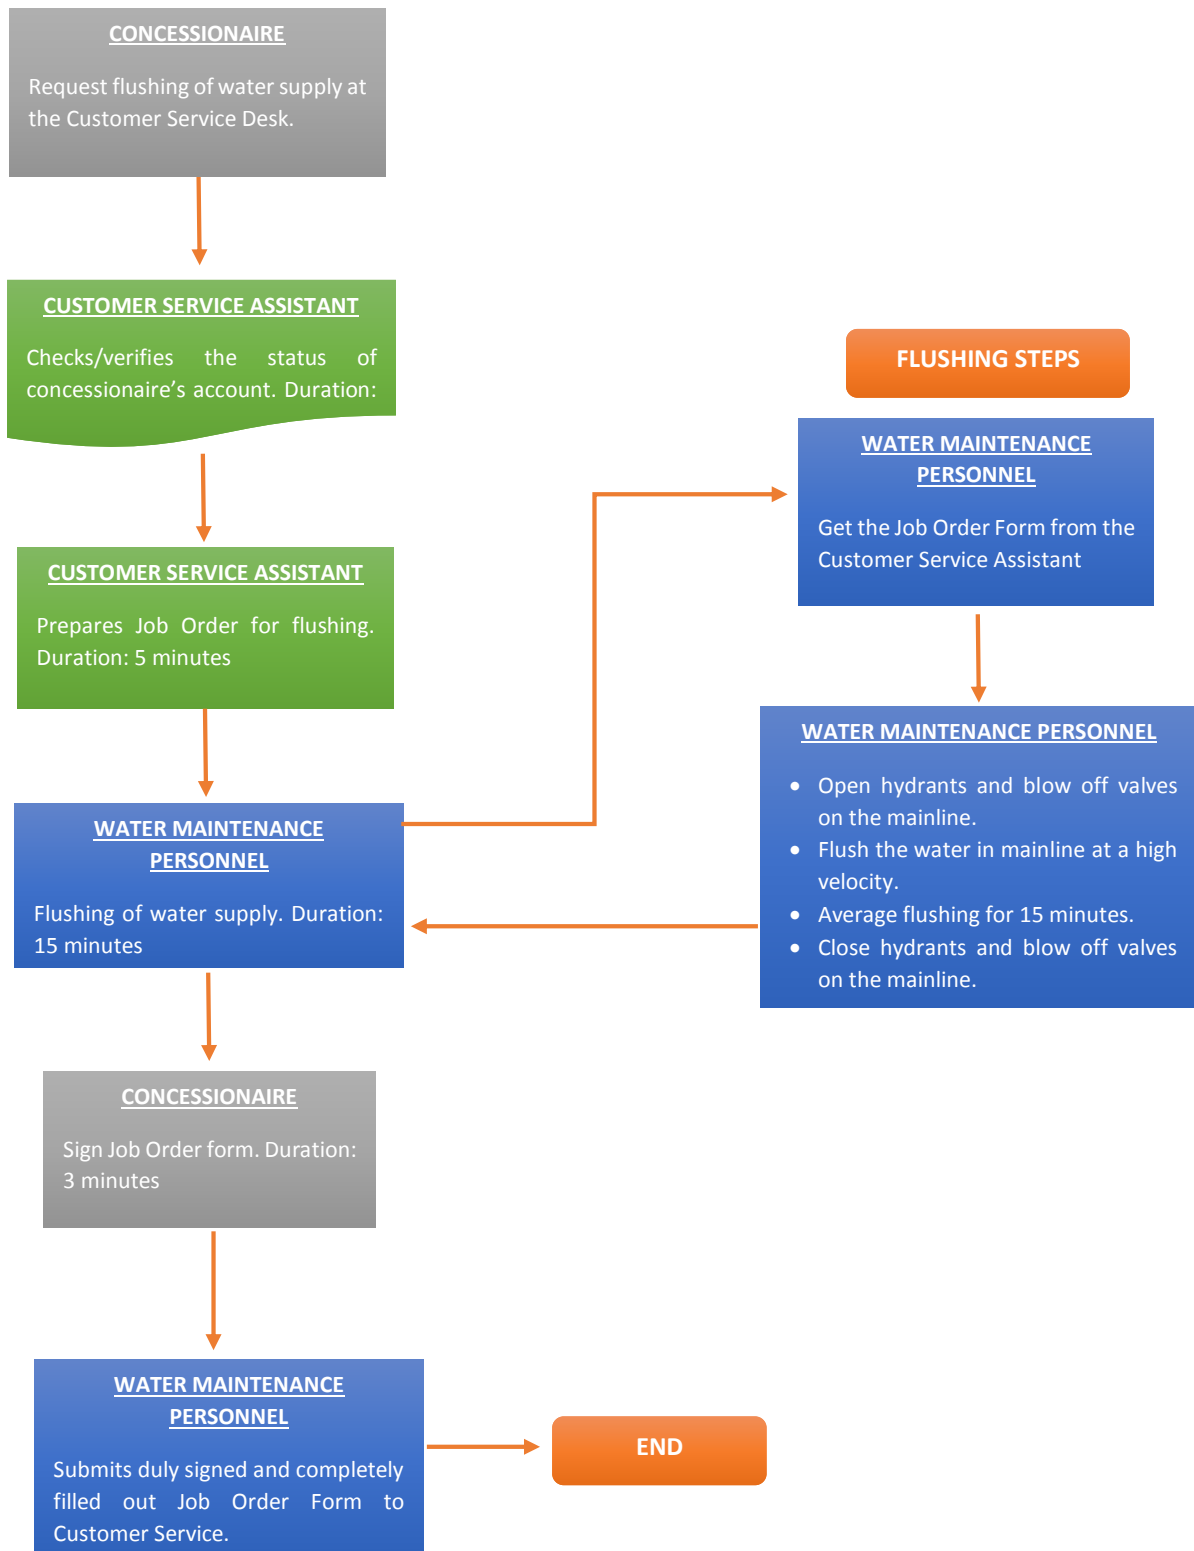 CONCESSIONAIRE
Request flushing of water supply at
the Customer Service Desk.
CUSTOMER SERVICE ASSISTANT
Checks/verifies the status of
concessionaire's account. Duration:
CUSTOMER SERVICE ASSISTANT
Prepares Job Order for flushing.
Duration: 5 minutes
WATER MAINTENANCE
PERSONNEL
Flushing of water supply. Duration:
15 minutes
FLUSHING STEPS
WATER MAINTENANCE
PERSONNEL
Get the Job Order Form from the
Customer Service Assistant
WATER MAINTENANCE PERSONNEL
• Open hydrants and blow off valves
on the mainline.
• Flush the water in mainline at a high
velocity.
• Average flushing for 15 minutes.
• Close hydrants and blow off valves
on the mainline.
CONCESSIONAIRE
Sign Job Order form. Duration:
3 minutes
WATER MAINTENANCE
PERSONNEL
Submits duly signed and completely
filled out Job Order Form to
Customer Service.
END